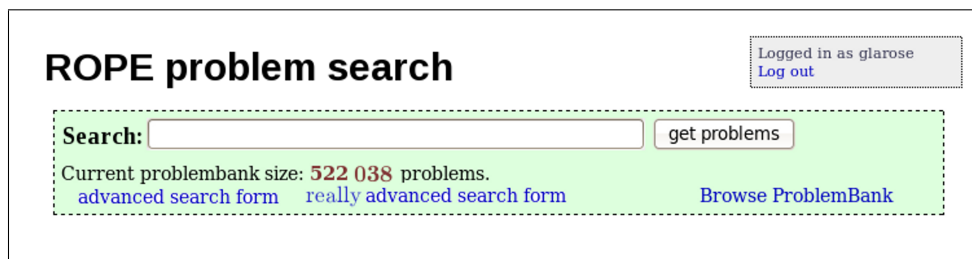 ROPE problem search
Logged in as glarose
Log out
Search: get problems
Current problembank size: 522 038 problems.
advanced search form really advanced search form Browse ProblemBank